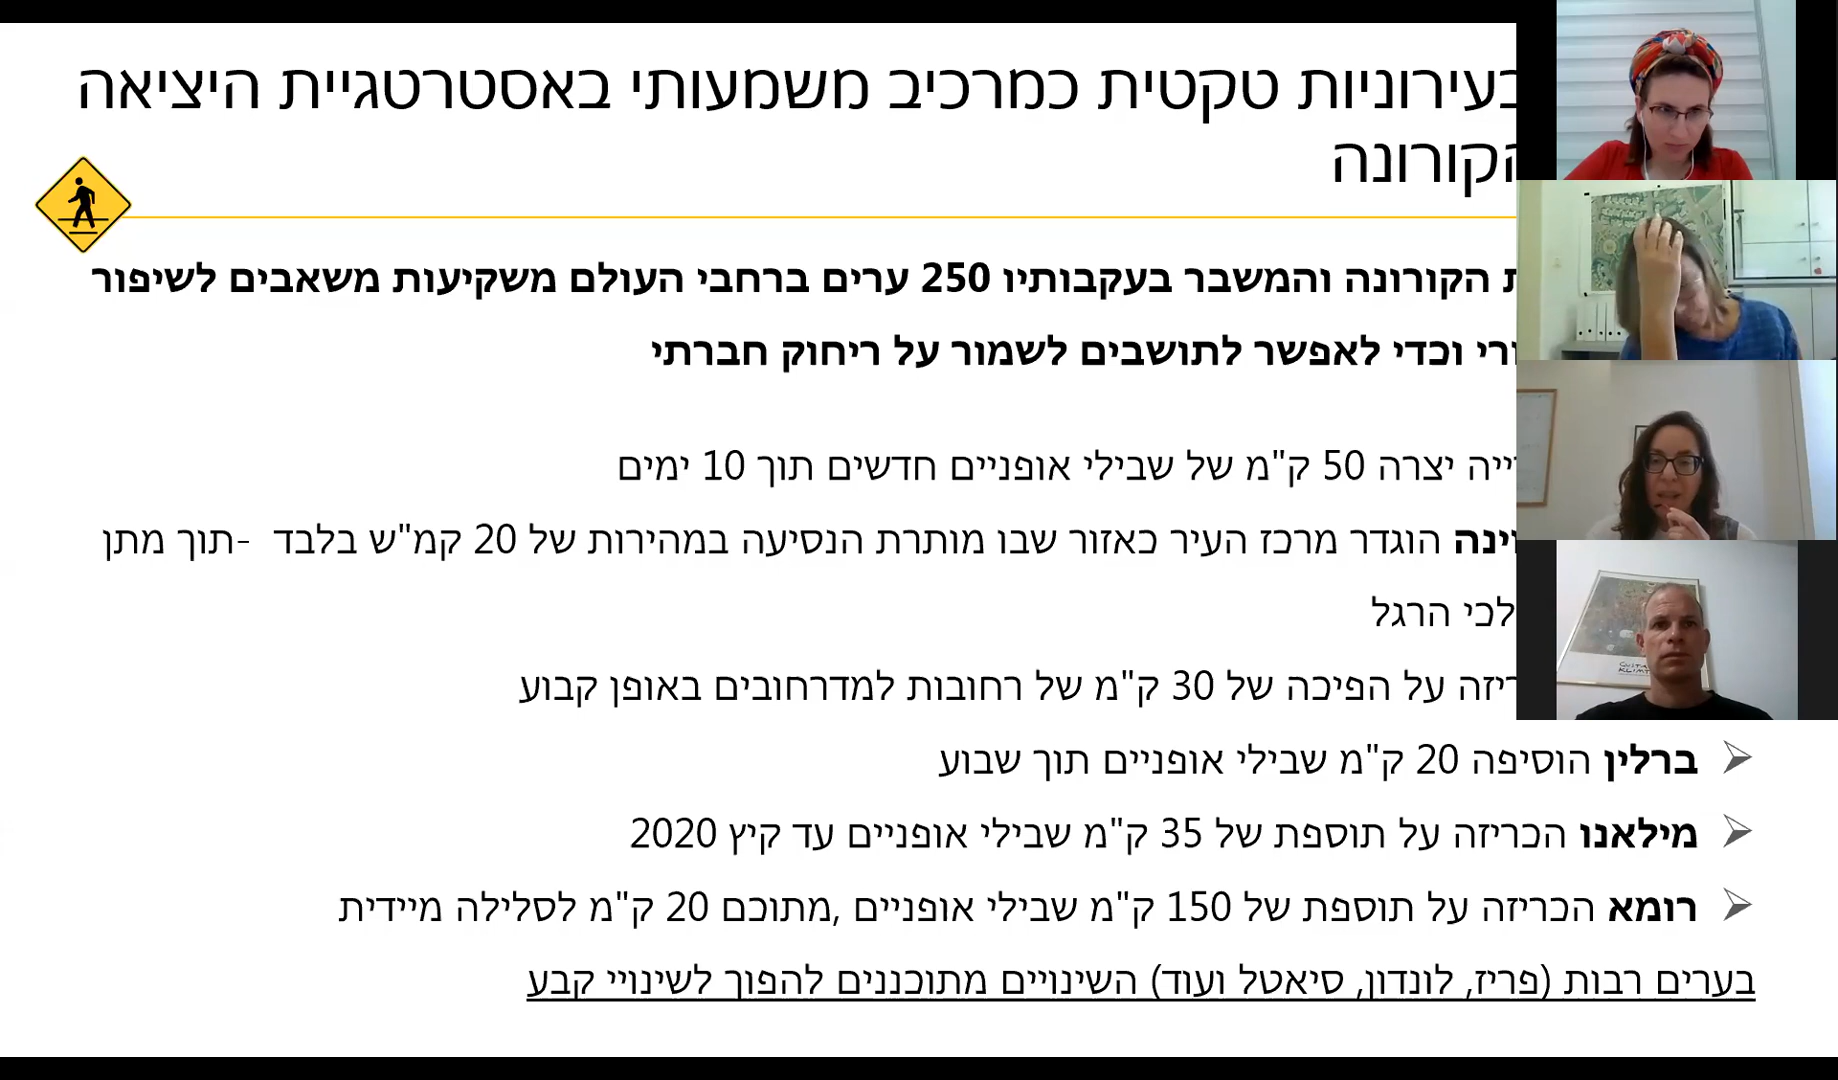 בעירוניות טקטית כמרכיב משמעותי באסטרטגיית היציאה
הקורונה
הקורונה והמשבר בעקבותיו 250 ערים ברחבי העולם משקיעות משאבים לשיפור
וכדי לאפשר לתושבים לשמור על ריחוק חברתי
יצרה 50 ק"מ של שבילי אופניים חדשים תוך 10 ימים
הוגדר מרכז העיר כאזור שבו מותרת הנסיעה במהירות של 20 קמ"ש בלבד -תוך מתן
הרגל
על הפיכה של 30 ק"מ של רחובות למדרחובים באופן קבוע
ברלין הוסיפה 20 ק"מ שבילי אופניים תוך שבוע
מילאנו הכריזה על תוספת של 35 ק"מ שבילי אופניים עד קיץ 2020
רומא הכריזה על תוספת של 150 ק"מ שבילי אופניים ,מתוכם 20 ק"מ לסלילה מיידית
בערים רבות (פריז, לונדון, סיאטל ועוד) השינויים מתוכננים להפוך לשינויי קבע